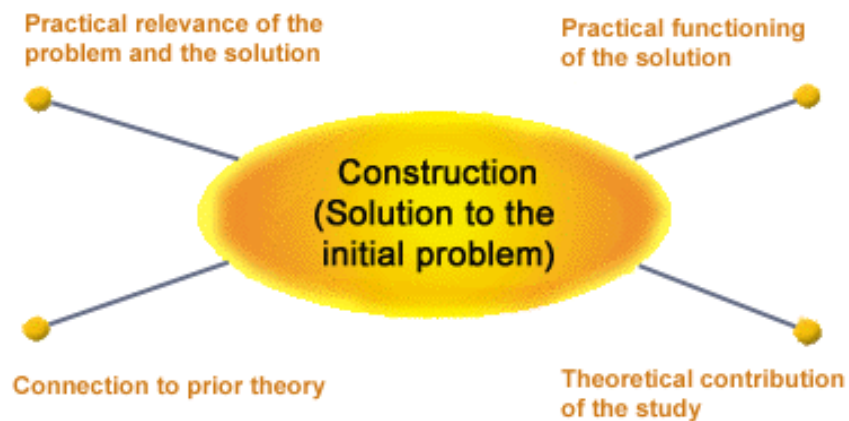 Practical relevance of the
problem and the solution
Practical functioning
of the solution
Construction
(Solution to the
initial problem)
Connection to prior theory
Theoretical contribution
of the study